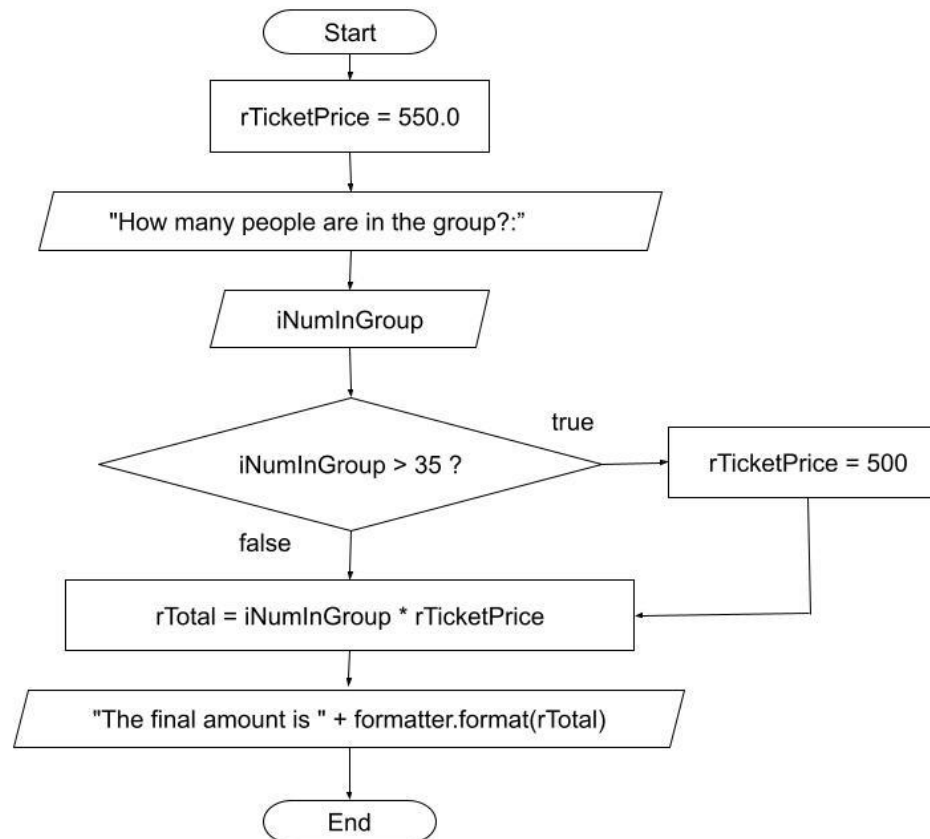 Start
rTicketPrice = 550.0
"How many people are in the group?:”
iNumInGroup
iNumInGroup > 35 ?
true
rTicketPrice = 500
false
rTotal = iNumInGroup * rTicketPrice
"The final amount is " + formatter.format(rTotal)
End